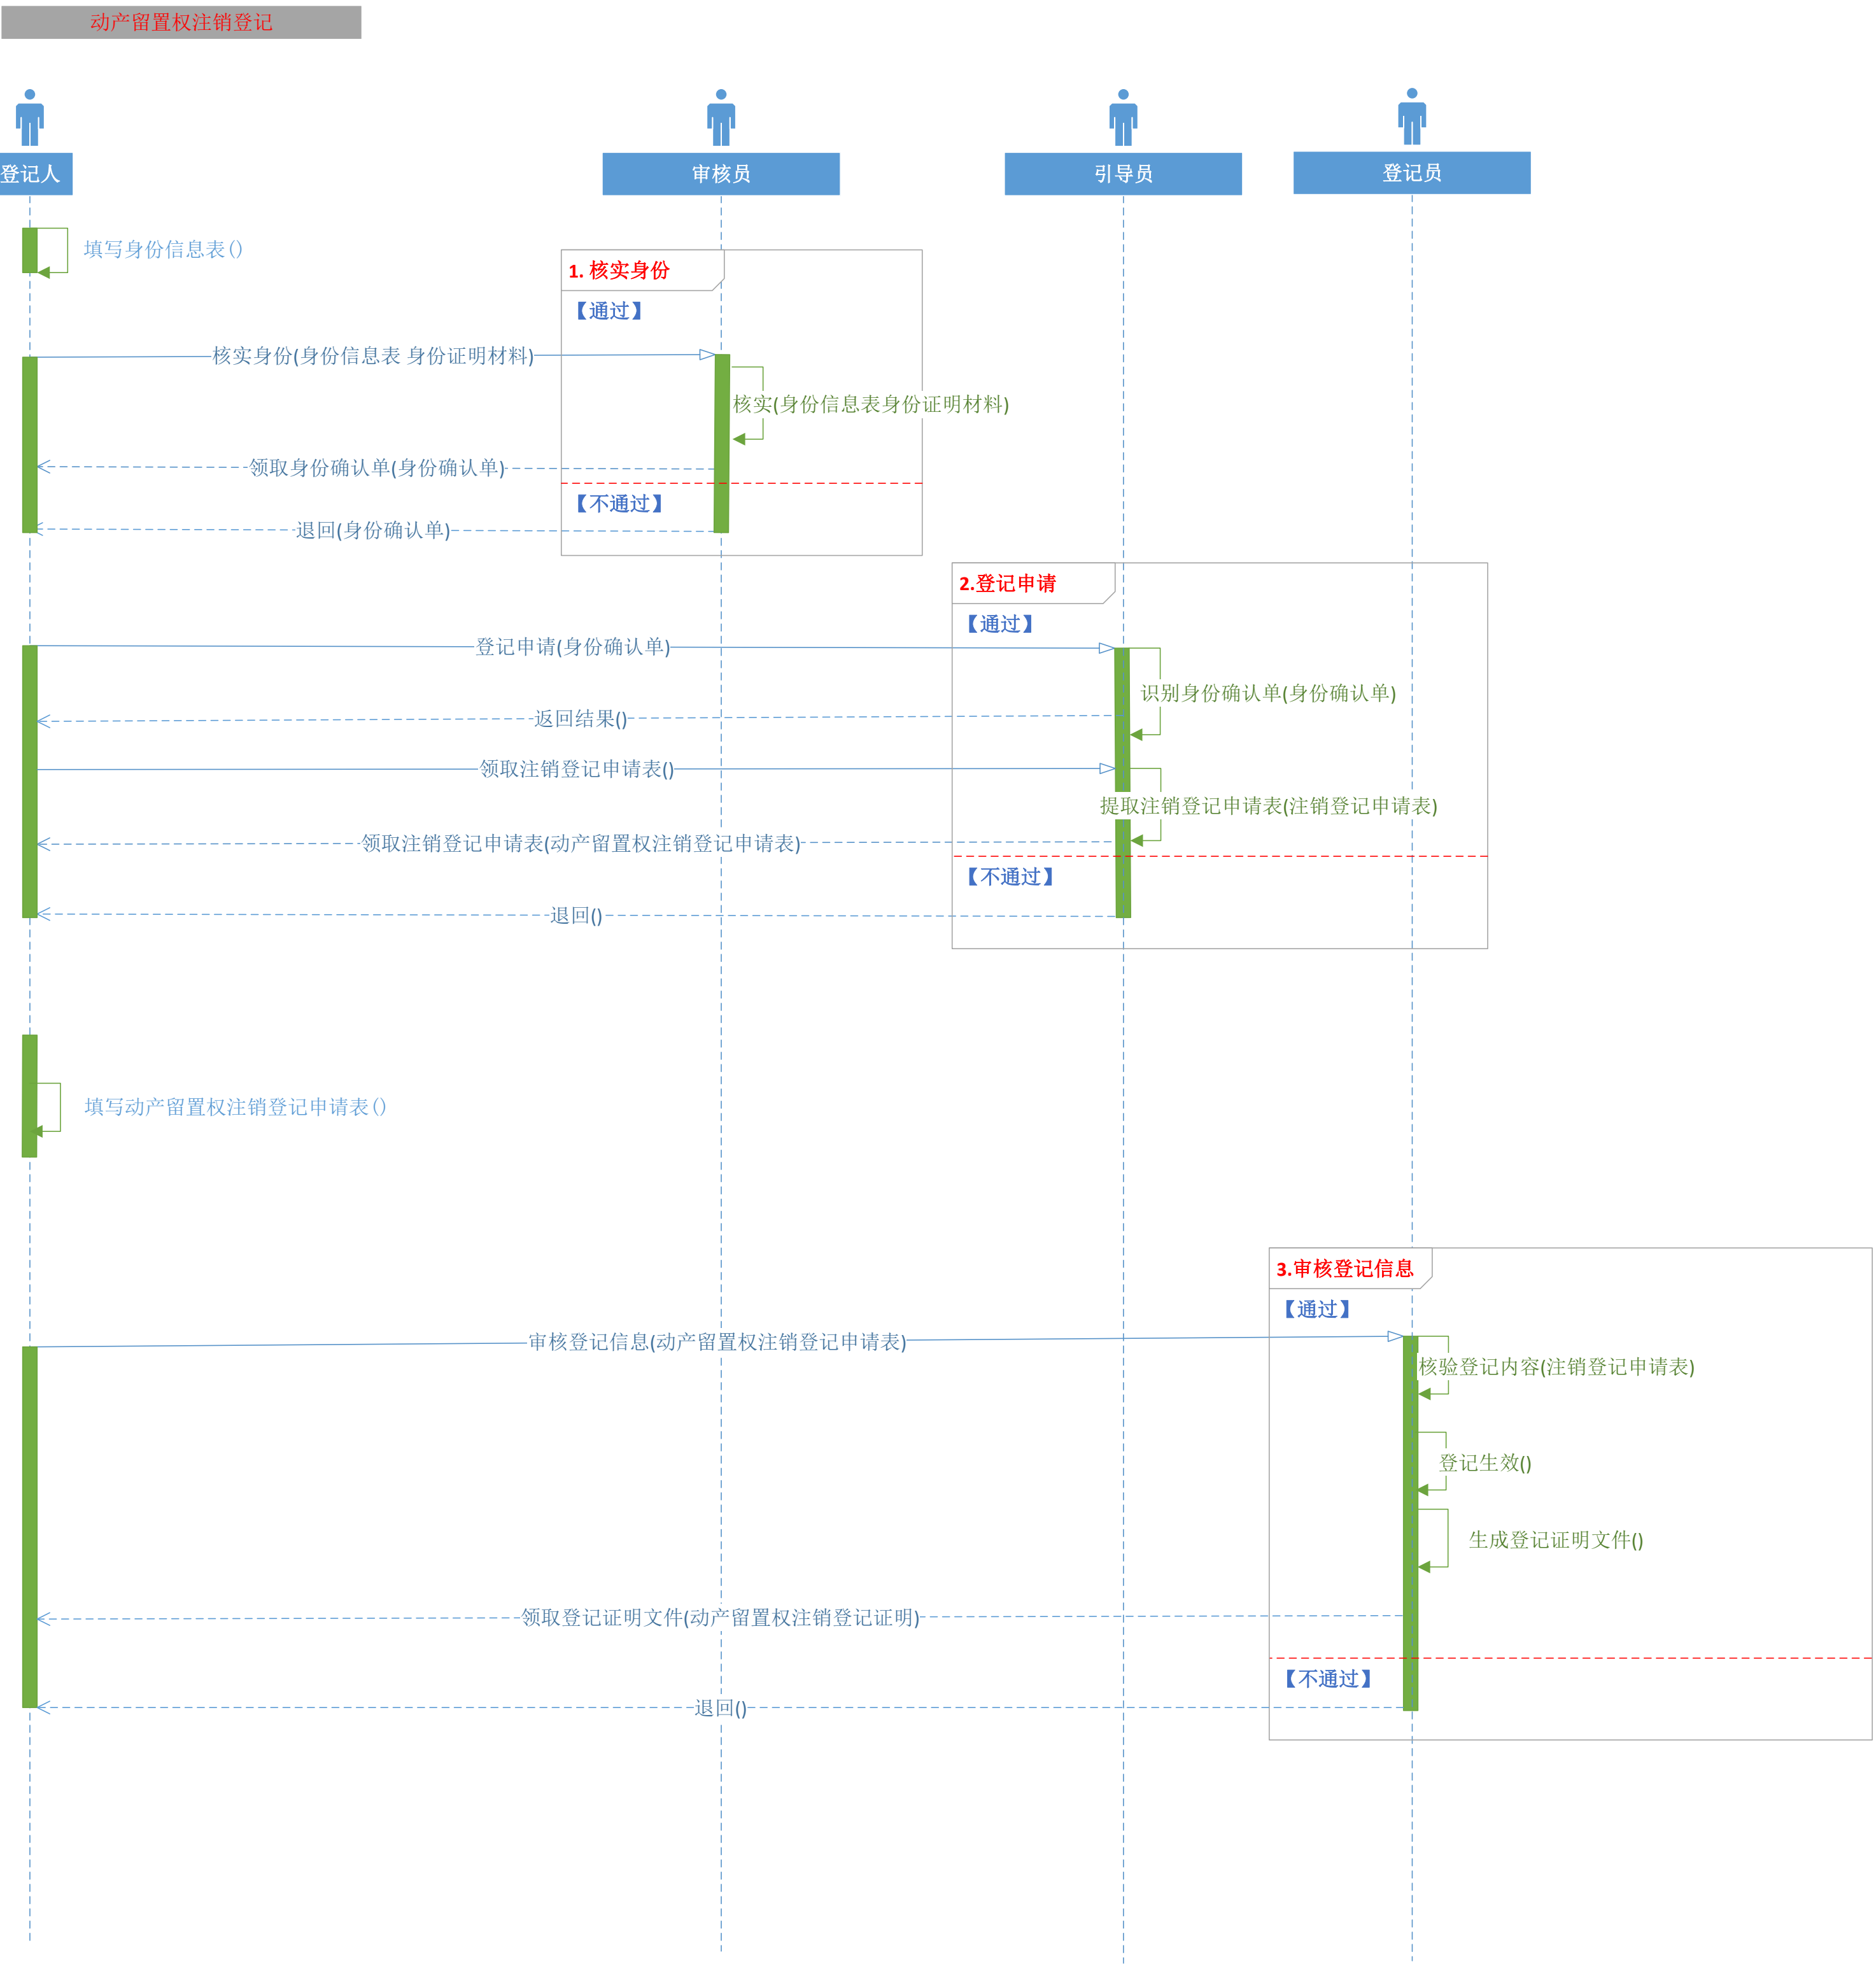 动产留置权注销登记
登记人
审核员
引导员
登记员
填写身份信息表()
1. 核实身份
【通过】
核实身份(身份信息表 身份证明材料)
核实(身份信息表身份证明材料)
领取身份确认单(身份确认单)
【不通过】
退回(身份确认单)
2.登记申请
【通过】
登记申请(身份确认单)
识别身份确认单(身份确认单)
返回结果()
领取注销登记申请表()
提取注销登记申请表(注销登记申请表)
领取注销登记申请表(动产留置权注销登记申请表)
【不通过】
退回()
填写动产留置权注销登记申请表()
3.审核登记信息
【通过】
审核登记信息(动产留置权注销登记申请表)
核验登记内容(注销登记申请表)
登记生效()
生成登记证明文件()
领取登记证明文件(动产留置权注销登记证明)
【不通过】
退回()